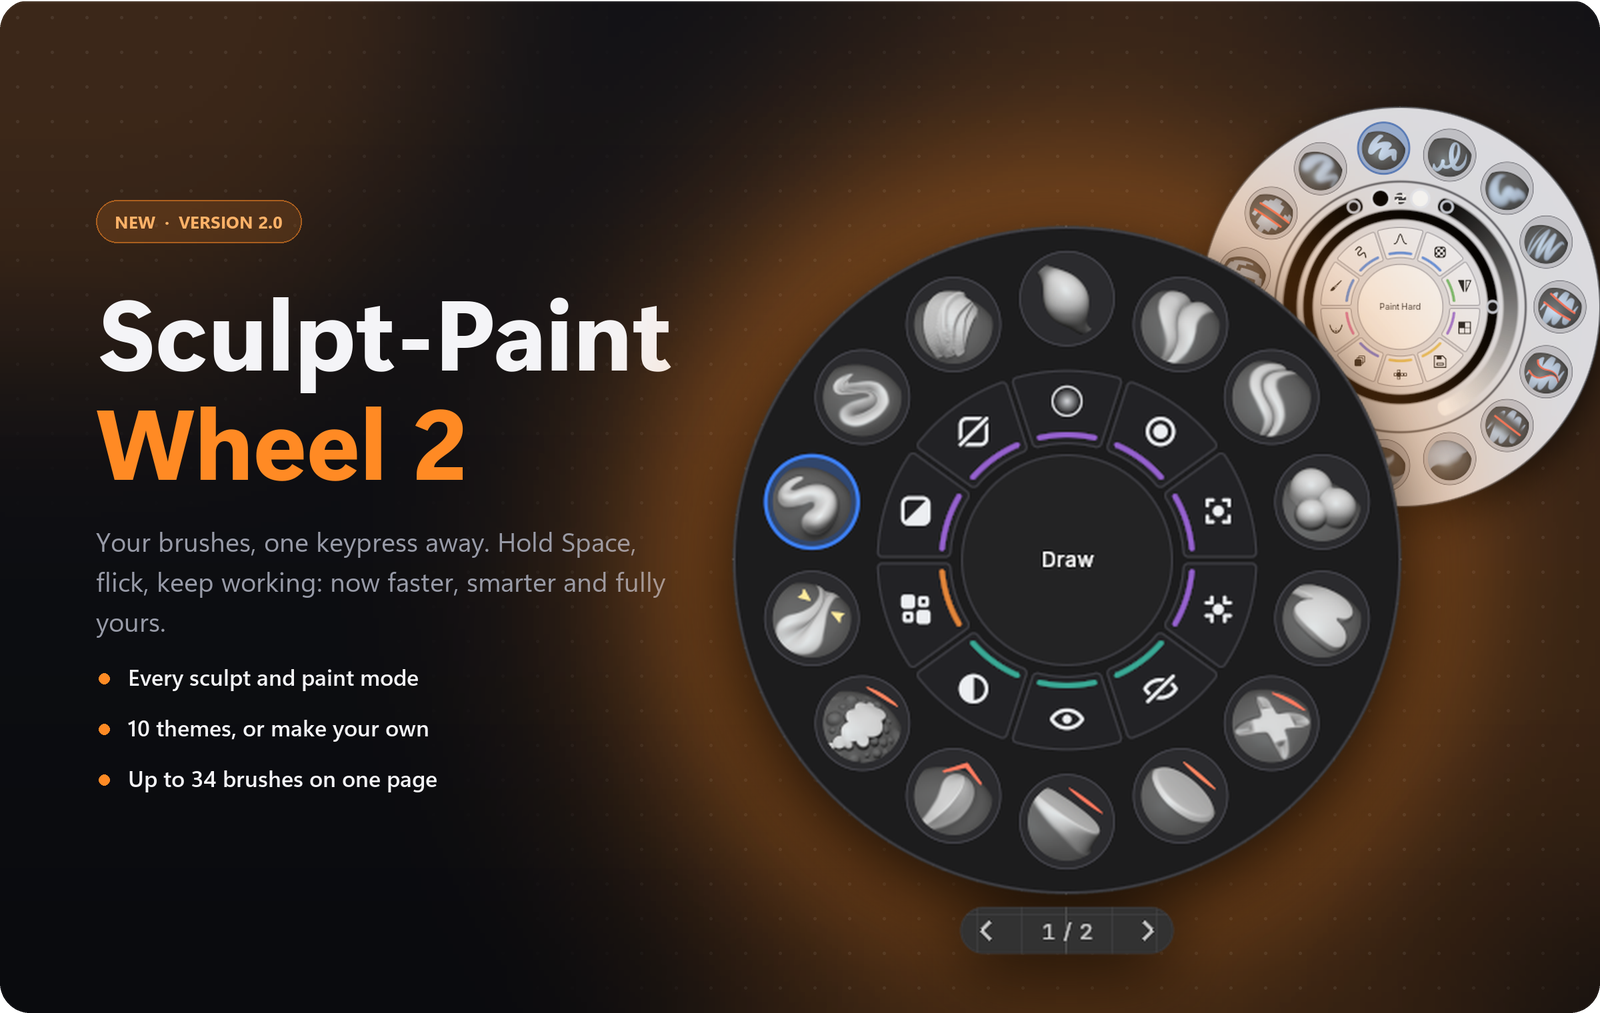 NEW · VERSION 2.0
Sculpt-Paint
Wheel 2
Your brushes, one keypress away. Hold Space,
flick, keep working: now faster, smarter and fully
yours.
Every sculpt and paint mode
10 themes, or make your own
Up to 34 brushes on one page
Paint Hard
Draw
1 / 2